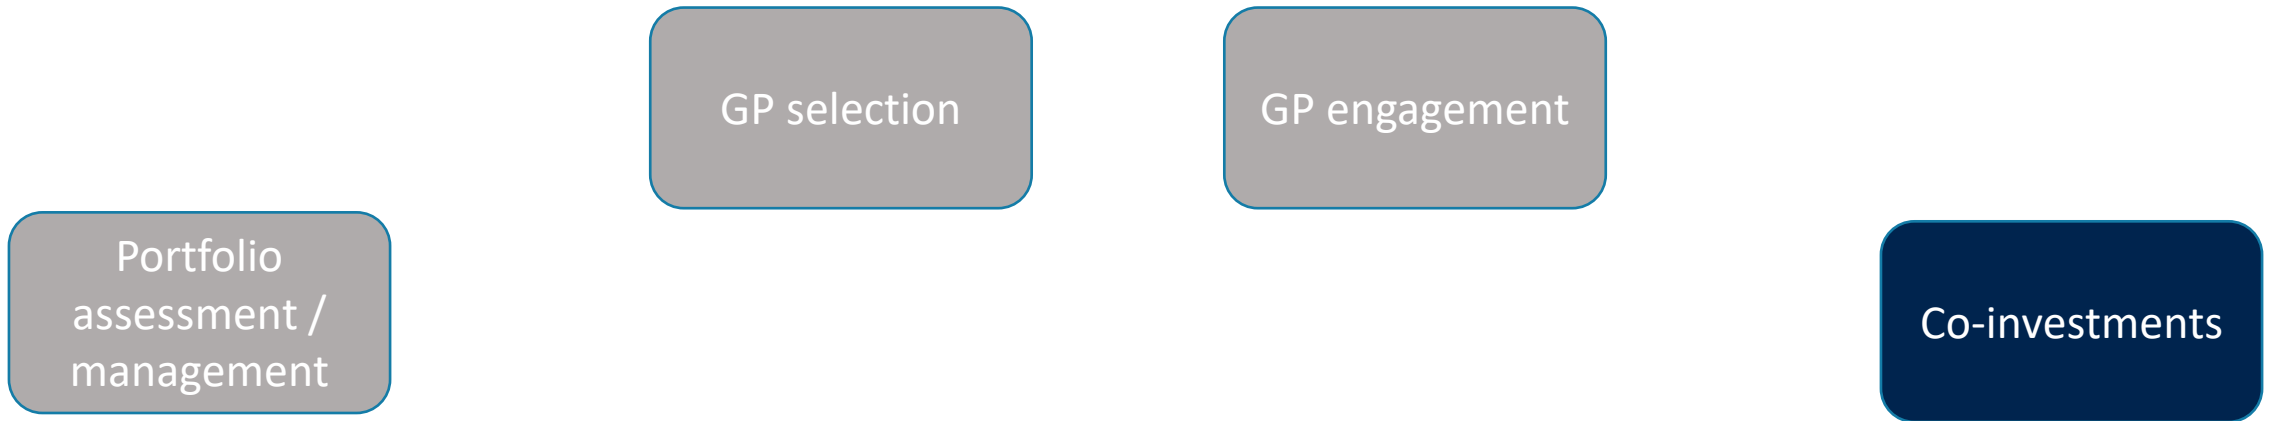 GP selection
GP engagement
Portfolio
assessment /
management
Co-investments